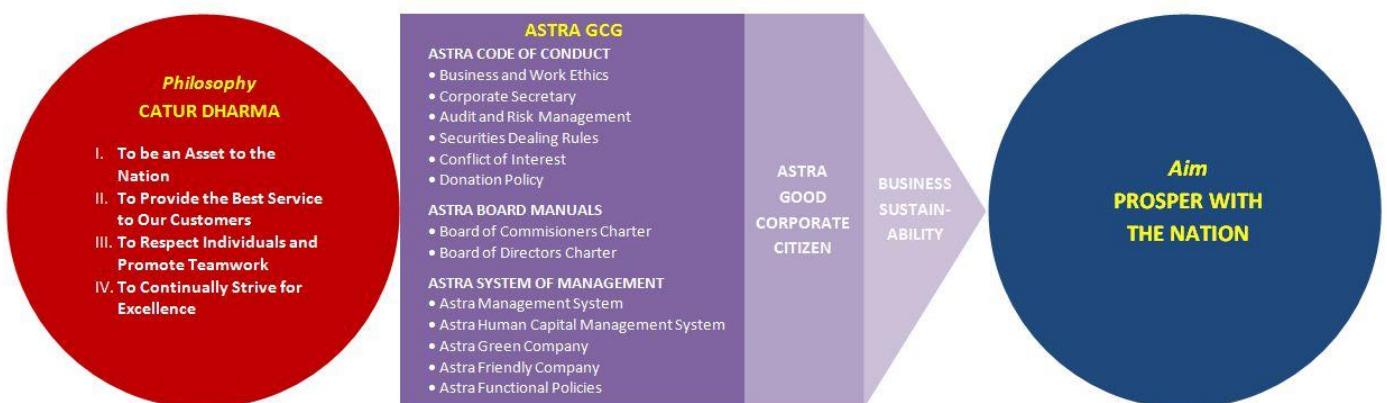 Philosophy
CATUR DHARMA
I. To be an Asset to the
Nation
II. To Provide the Best Service
to Our Customers
III. To Respect Individuals and
Promote Teamwork
IV. To Continually Strive for
Excellence
ASTRA GCG
ASTRA CODE OF CONDUCT
• Business and Work Ethics
• Corporate Secretary
• Audit and Risk Management
• Securities Dealing Rules
• Conflict of Interest
• Donation Policy
ASTRA BOARD MANUALS
• Board of Commisioners Charter
• Board of Directors Charter
ASTRA SYSTEM OF MANAGEMENT
• Astra Management System
• Astra Human Capital Management System
• Astra Green Company
• Astra Friendly Company
• Astra Functional Policies
ASTRA
GOOD
CORPORATE
CITIZEN
BUSINESS
SUSTAIN-
ABILITY
Aim
PROSPER WITH
THE NATION